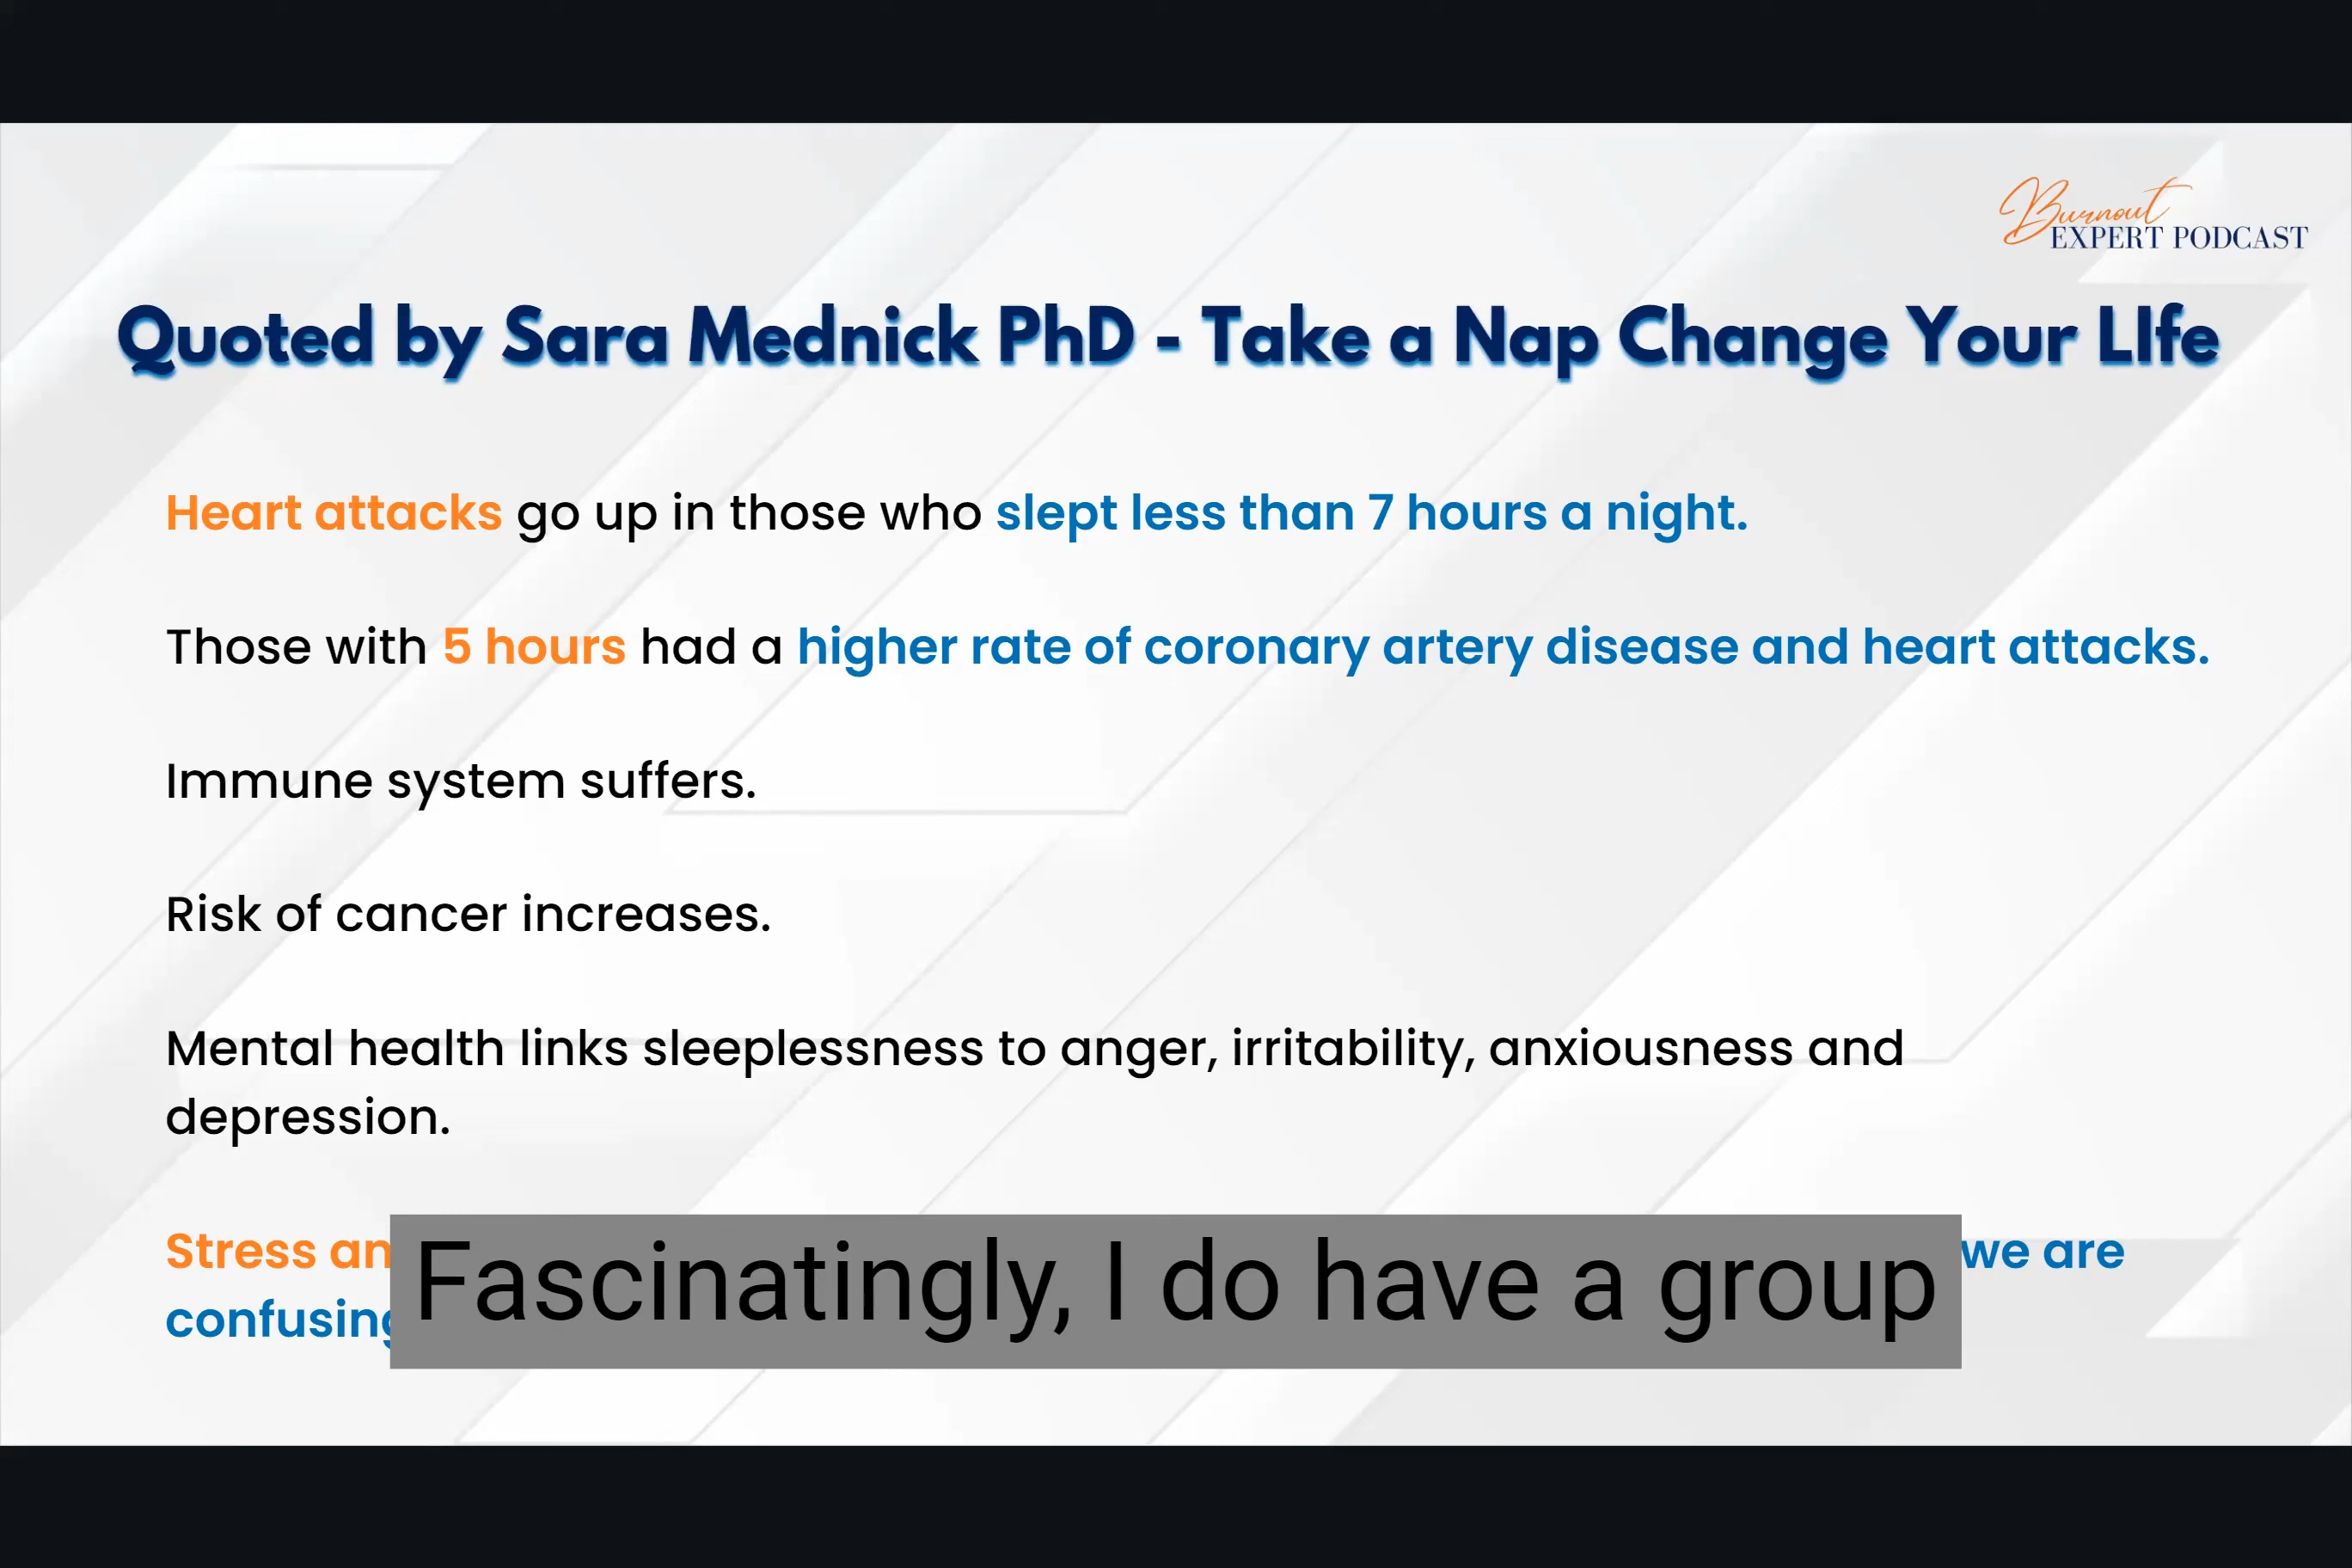 Burnout
EXPERT PODCAST
Quoted by Sara Mednick PhD - Take a Nap Change Your LIfe
Heart attacks go up in those who slept less than 7 hours a night.
Those with 5 hours had a higher rate of coronary artery disease and heart attacks.
Immune system suffers.
Risk of cancer increases.
Mental health links sleeplessness to anger, irritability, anxiousness and
depression.
Stress we are
Fascinatingly, I do have a group